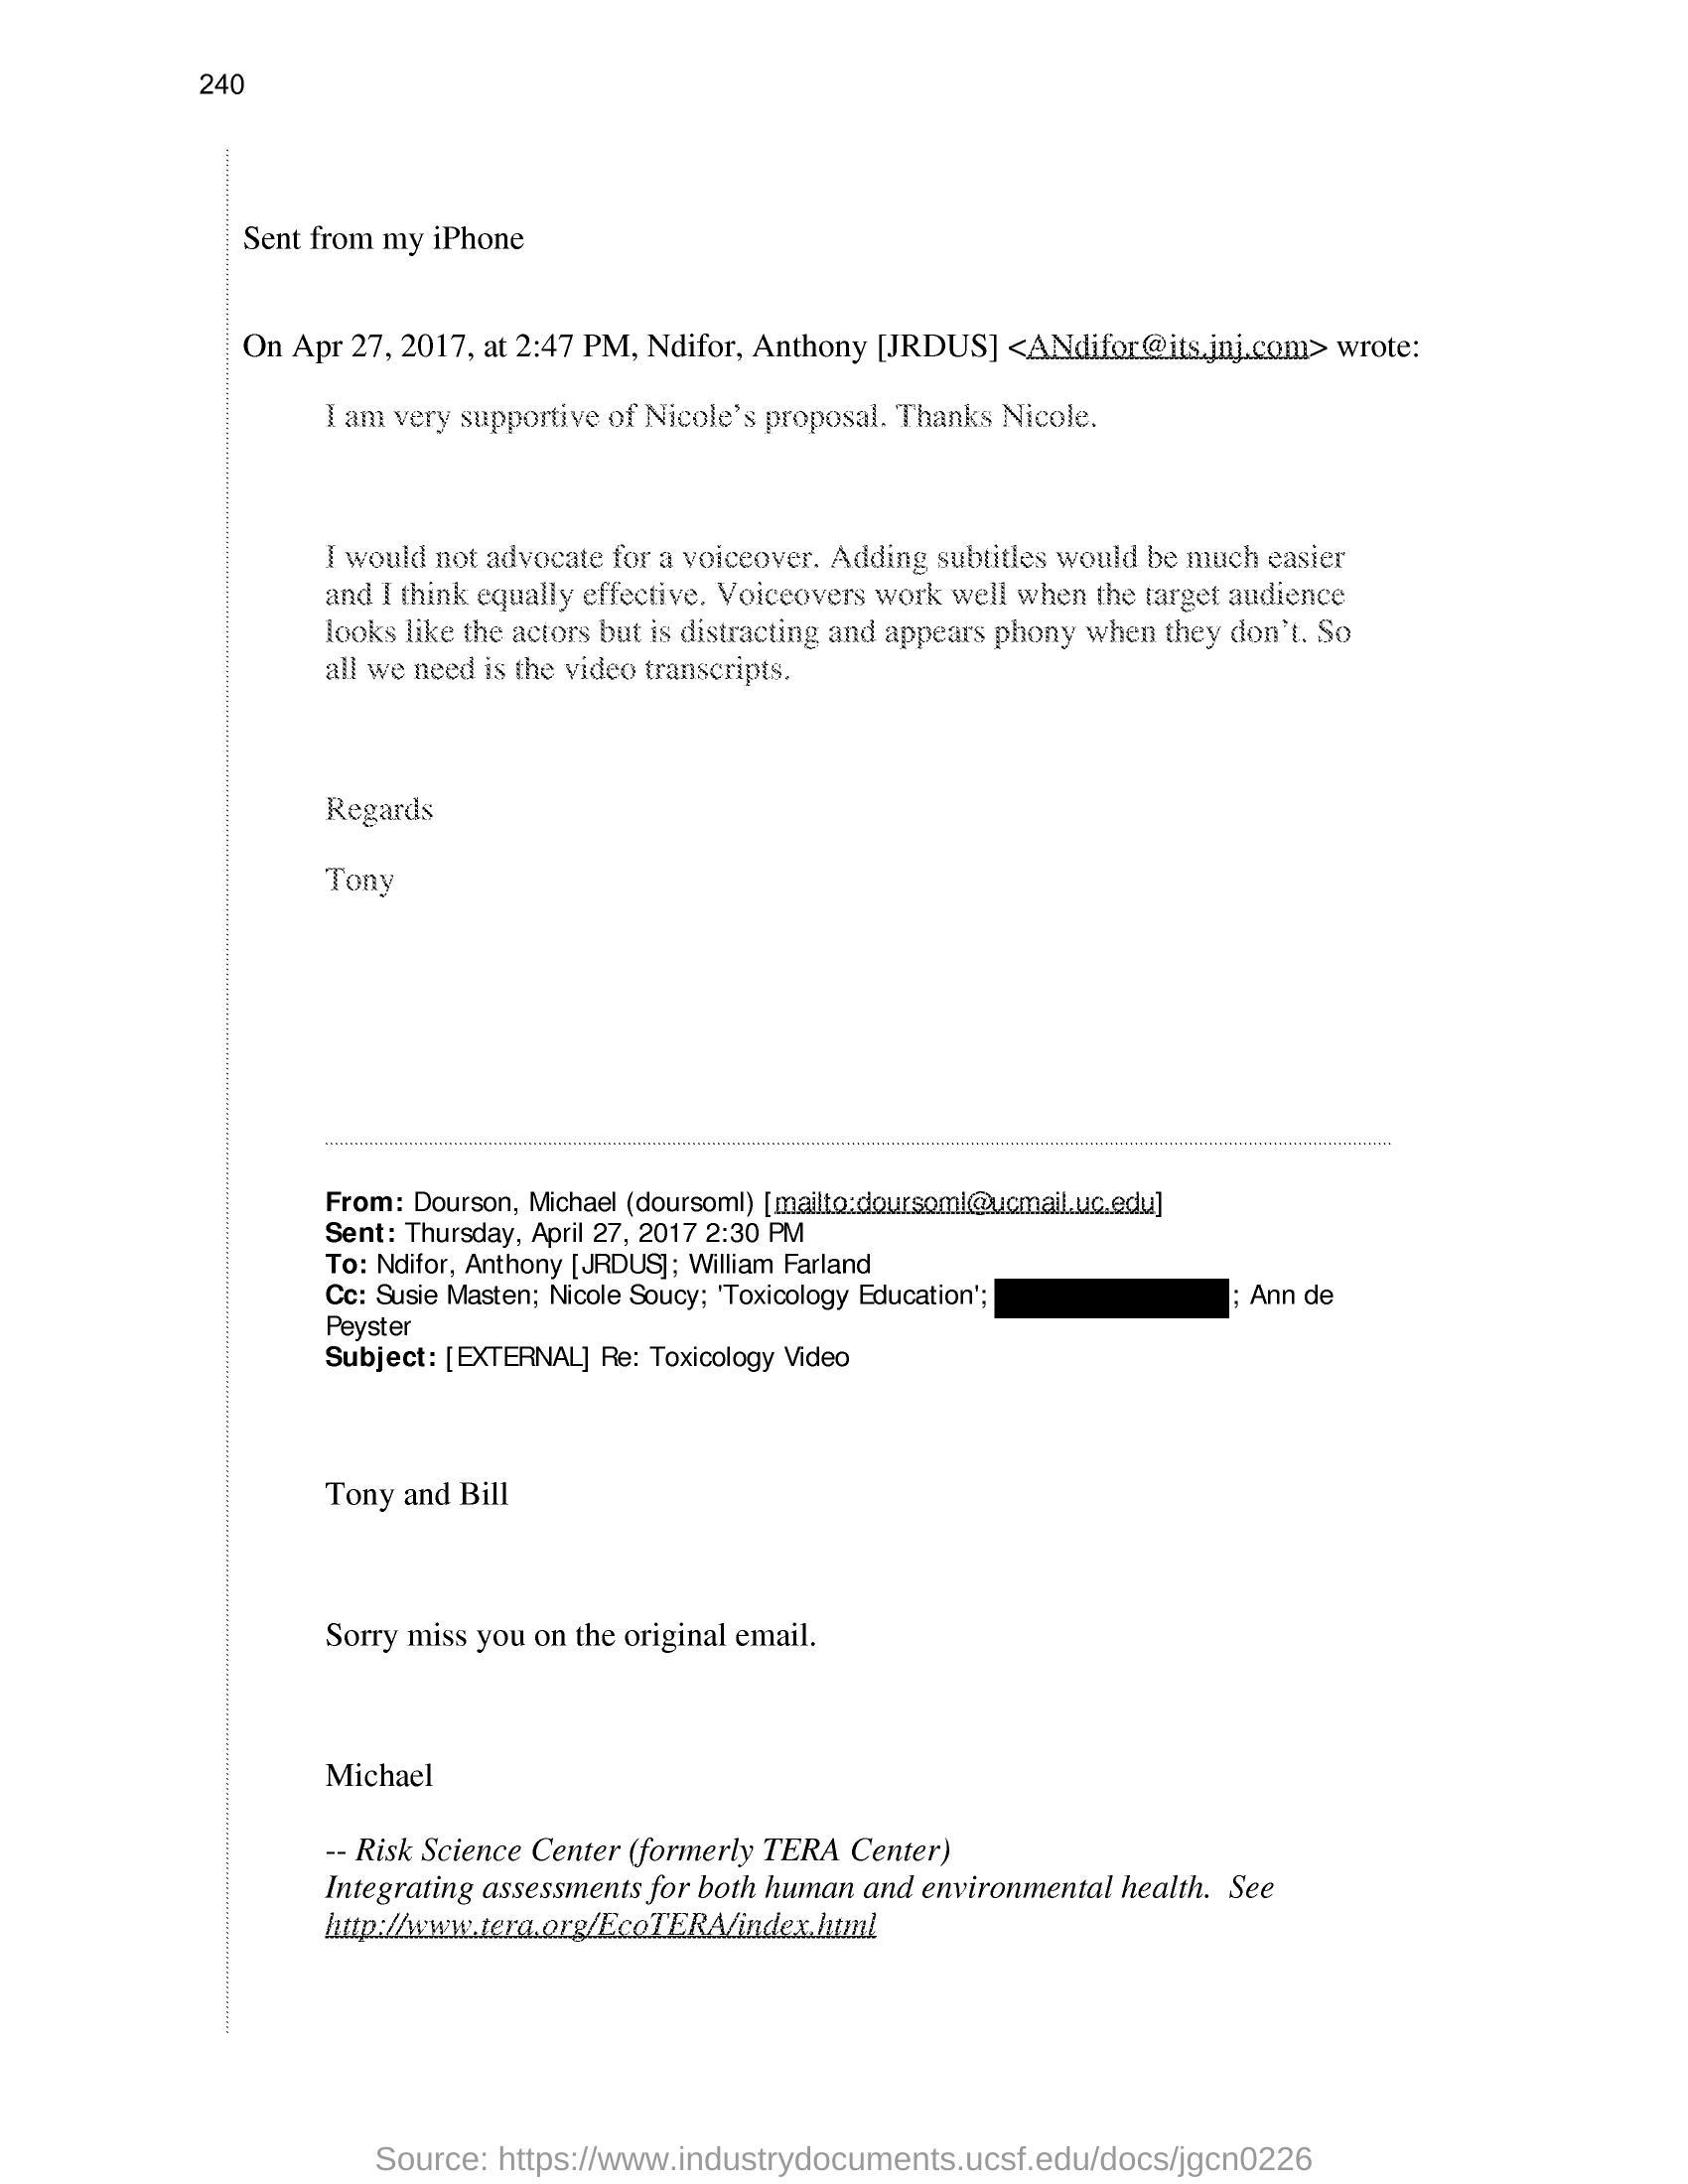 240
Sent from my iPhone
On Apr 27, 2017, at 2:47 PM, Ndifor, Anthony [JRDUS] <ANdifor@its.jnj.com> wrote:
I am very supportive of Nicole’s proposal. Thanks Nicole.
I would not advocate for a voiceover. Adding subtitles would be much easier
and I think equally effective. Voiceovers work well when the target audience
looks like the actors but is distracting and appears phony when they don’t. So
all we need is the video transcripts.
Regards
Tony
From: Dourson, Michael (doursoml) [mailto:doursoml@ucmail.uc.edu]
Sent: Thursday, April 27, 2017 2:30 PM
To: Ndifor, Anthony [JRDUS]; William Farland
Cc: Susie Masten; Nicole Soucy; 'Toxicology Education'; ; Ann de
Peyster
Subject: [EXTERNAL] Re: Toxicology Video
Tony and Bill
Sorry miss you on the original email.
Michael
-- Risk Science Center (formerly TERA Center)
Integrating assessments for both human and environmental health.  See
http://www.tera.org/EcoTERA/index.html
Source: https://www.industrydocuments.ucsf.edu/docs/jgcn0226